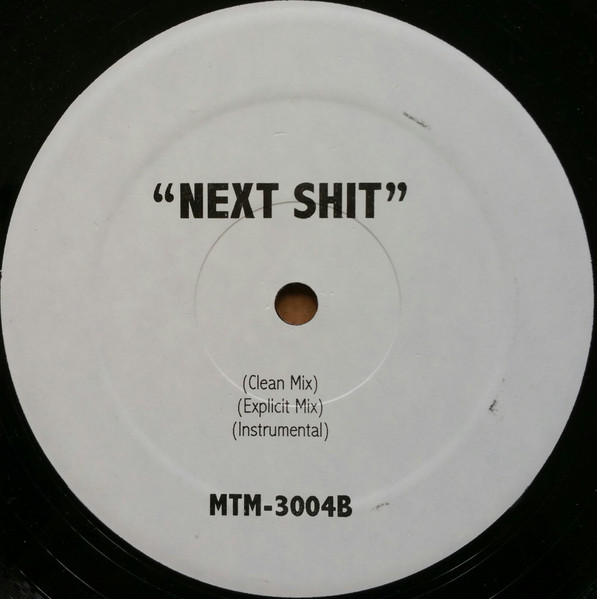 “NEXT SHIT”
(Clean Mix)
(Explicit Mix)
(Instrumental)
MTM-3004B